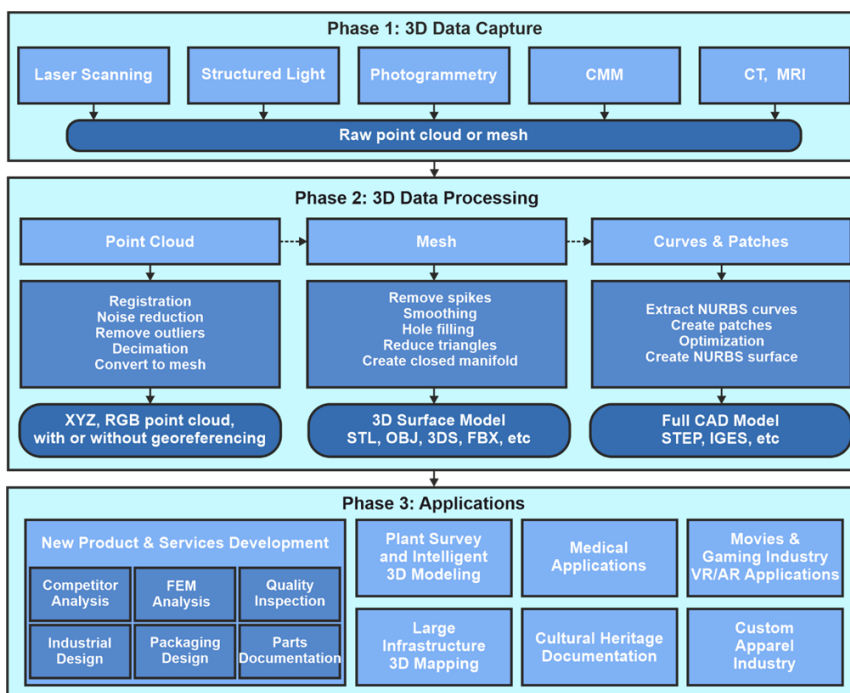 Phase 1: 3D Data Capture
Laser Scanning
Structured Light
Photogrammetry
CMM
CT, MRI
Raw point cloud or mesh
Phase 2: 3D Data Processing
Point Cloud
Mesh
Curves & Patches
Registration
Noise reduction
Remove outliers
Decimation
Convert to mesh
Remove spikes
Smoothing
Hole filling
Reduce triangles
Create closed manifold
Extract NURBS curves
Create patches
Optimization
Create NURBS surface
XYZ, RGB point cloud,
with or without georeferencing
3D Surface Model
STL, OBJ, 3DS, FBX, etc
Full CAD Model
STEP, IGES, etc
Phase 3: Applications
New Product & Services Development
Competitor
Analysis
FEM
Analysis
Quality
Inspection
Industrial
Design
Packaging
Design
Parts
Documentation
Plant Survey
and Intelligent
3D Modeling
Medical
Applications
Movies &
Gaming Industry
VR/AR Applications
Large
Infrastructure
3D Mapping
Cultural Heritage
Documentation
Custom
Apparel
Industry